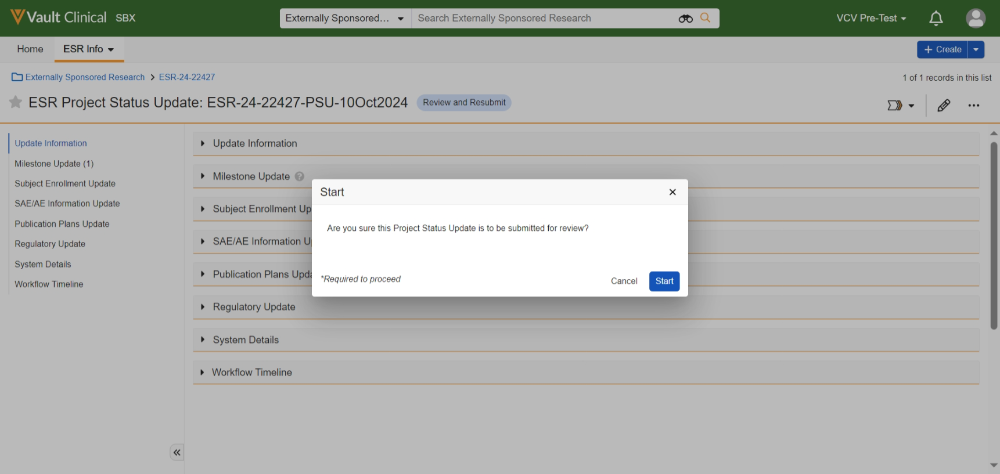 Vault Clinical SBX
Externally Sponsored... Search Externally Sponsored Research
VCV Pre-Test
Home ESR Info
+ Create
Externally Sponsored Research > ESR-24-22427
1 of 1 records in this list
ESR Project Status Update: ESR-24-22427-PSU-10Oct2024 Review and Resubmit
Update Information
Milestone Update (1)
Subject Enrollment Update
SAE/AE Information Update
Publication Plans Update
Regulatory Update
System Details
Workflow Timeline
Update Information
Milestone Update ?
Subject Enrollment Up
SAE/AE Information U
Publication Plans Upda
Regulatory Update
System Details
Workflow Timeline
Start
Are you sure this Project Status Update is to be submitted for review?
*Required to proceed
Cancel Start